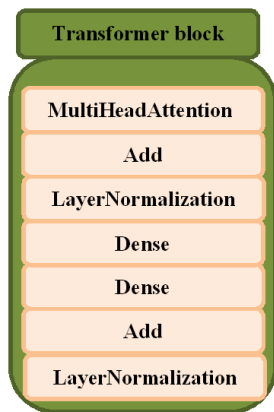 Transformer block
MultiHeadAttention
Add
LayerNormalization
Dense
Dense
Add
LayerNormalization